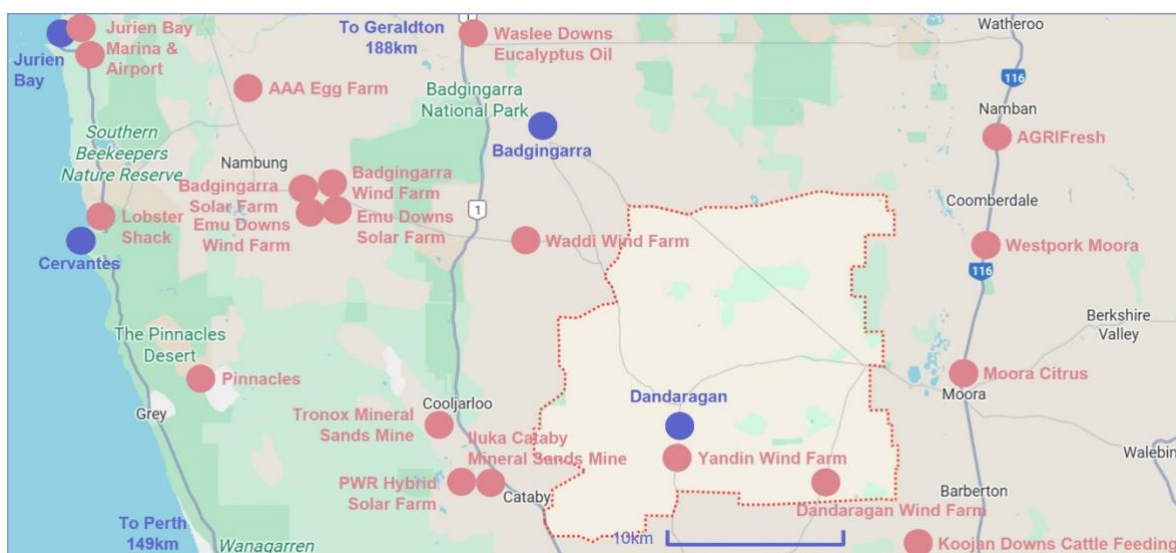 To Geraldton
188km
1
Waslee Downs
Eucalyptus Oil
Watheroo
Jurien Bay
Marina &
Airport
Jurien
Bay
116
AAA Egg Farm
Badgingarra
National Park
Namban
Badgingarra
AGRIFresh
Southern
Beekeepers
Nature Reserve
Nambung
Badgingarra
Wind Farm
Badgingarra
Solar Farm
Emu Downs
Wind Farm
Emu Downs
Solar Farm
Coomberdale
Lobster
Shack
1
Waddi Wind Farm
Westpork Moora
Cervantes
116
Berkshire
Valley
The Pinnacles
Desert
Pinnacles
Moora Citrus
Moora
Grey
Cooljarloo
Dandaragan
Tronox Mineral
Sands Mine
Iluka Cataby
Mineral Sands Mine
Yandin Wind Farm
Walebin
PWR Hybrid
Solar Farm
Cataby
Barberton
Dandaragan Wind Farm
To Perth
149km
Wanagarren
10km
Koojan Downs Cattle Feeding